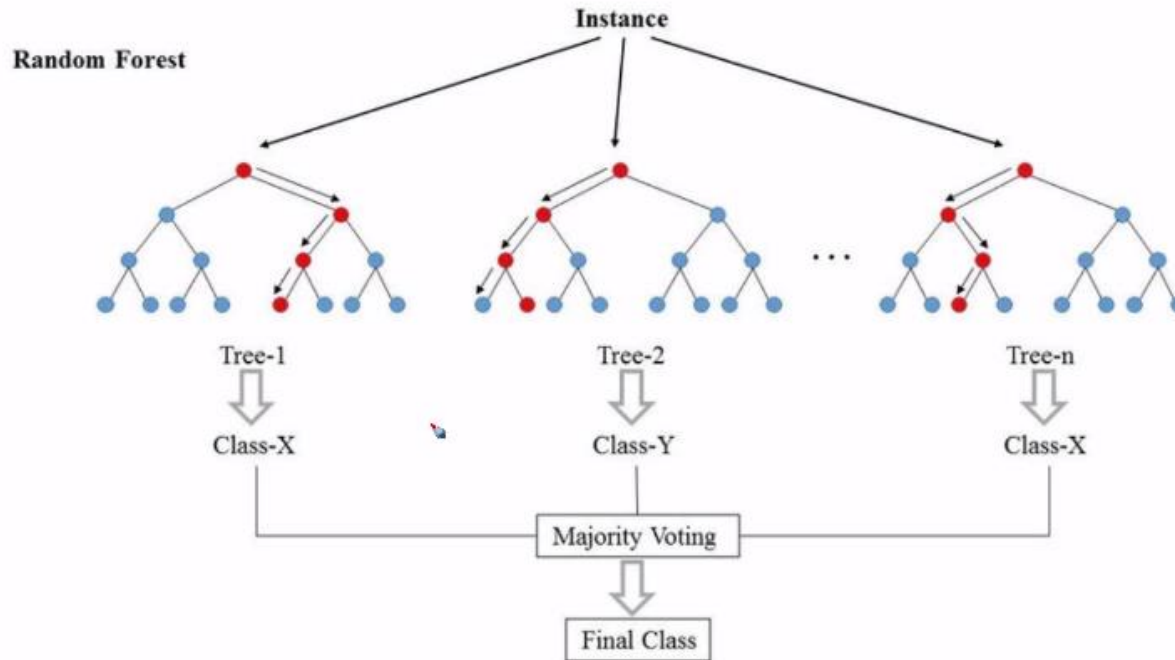 Instance
Random Forest
...
Tree-1
Tree-2
Tree-n
Class-X
Class-Y
Class-X
Majority Voting
Final Class